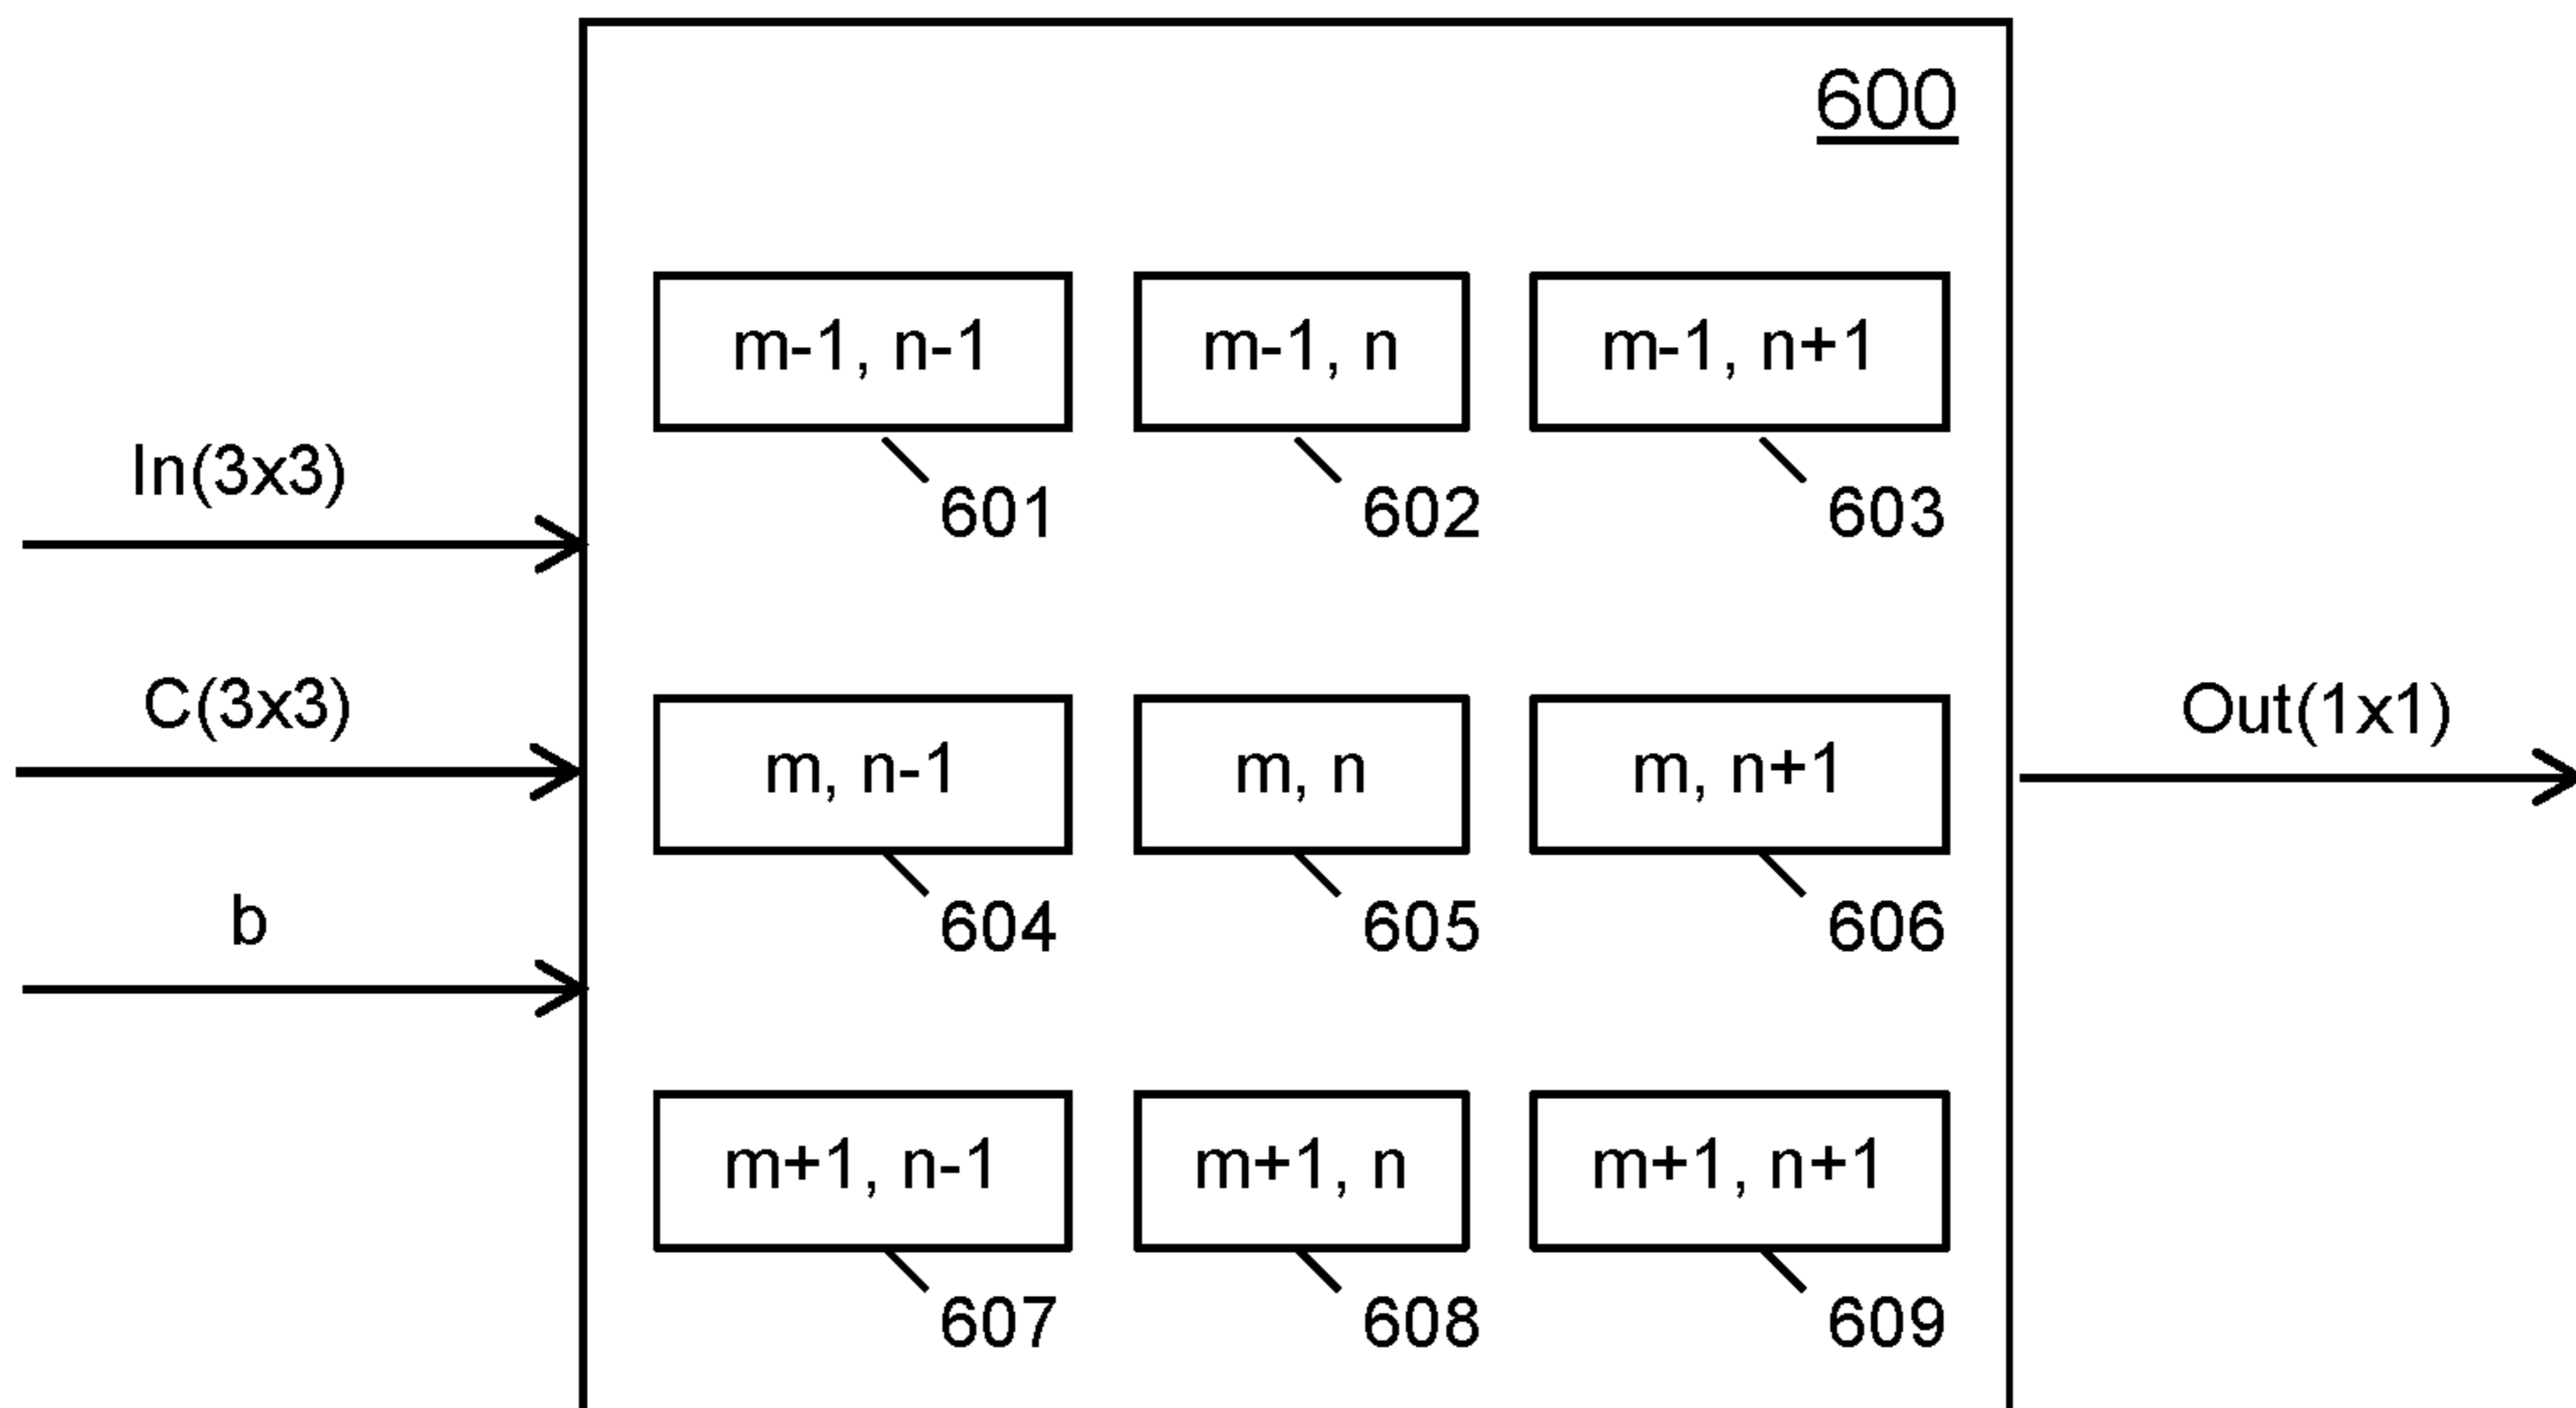 600
m-1, n-1
m-1, n
m-1, n+1
In(3x3)
601
602
603
C(3x3)
m, n-1
m, n
m, n+1
Out(1x1)
b
604
605
606
m+1, n-1
m+1, n
m+1, n+1
607
608
609